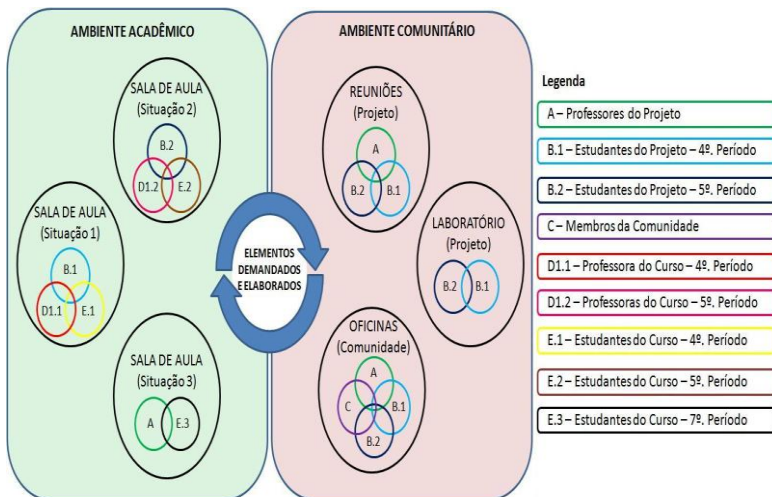 AMBIENTE ACADÊMICO
SALA DE AULA
(Situação 2)
B.2
D1.2
E.2
SALA DE AULA
(Situação 1)
B.1
D1.1
E.1
SALA DE AULA
(Situação 3)
A
E.3
ELEMENTOS
DEMANDADOS
E ELABORADOS
AMBIENTE COMUNITÁRIO
REUNIÕES
(Projeto)
A
B.2
B.1
LABORATÓRIO
(Projeto)
B.2
B.1
OFICINAS
(Comunidade)
A
C
B.1
B.2
Legenda
A – Professores do Projeto
B.1 – Estudantes do Projeto – 4º. Período
B.2 – Estudantes do Projeto – 5º. Período
C – Membros da Comunidade
D1.1 – Professora do Curso – 4º. Período
D1.2 – Professoras do Curso – 5º. Período
E.1 – Estudantes do Curso – 4º. Período
E.2 – Estudantes do Curso – 5º. Período
E.3 – Estudantes do Curso – 7º. Período